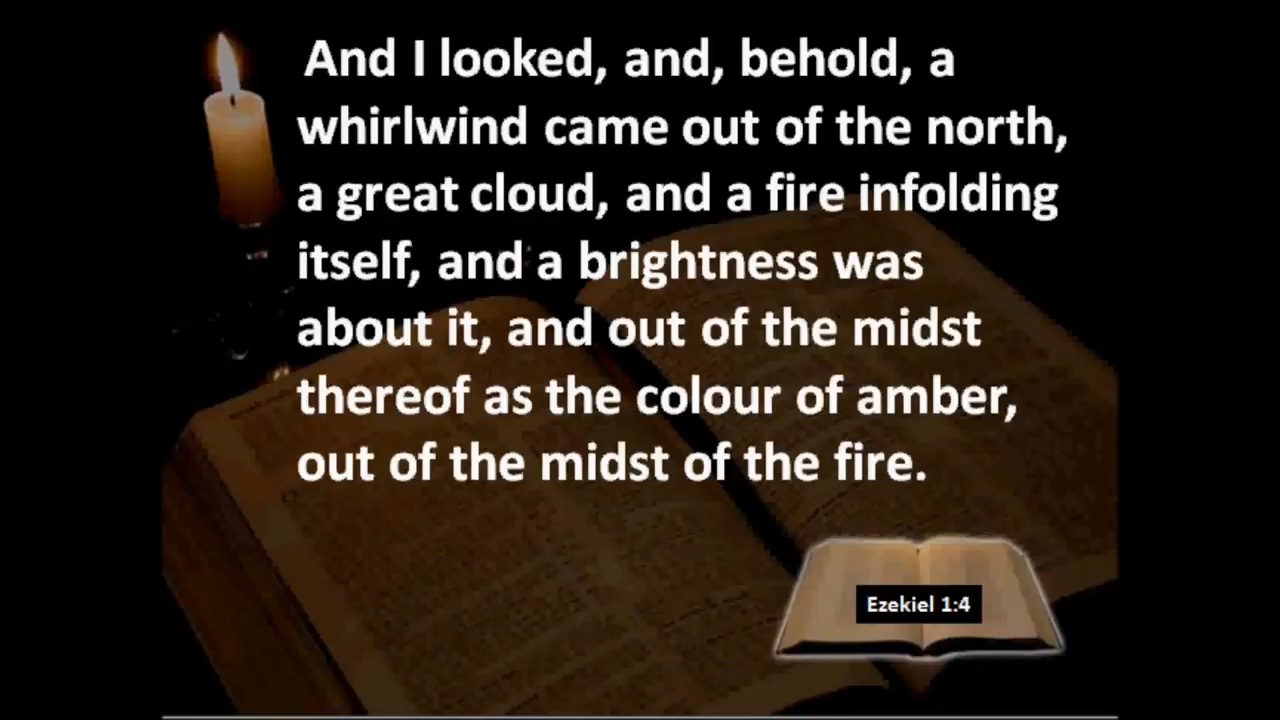 And I looked, and, behold, a
whirlwind came out of the north,
a great cloud, and a fire infolding
itself, and a brightness was
about it, and out of the midst
thereof as the colour of amber,
out of the midst of the fire.
Ezekiel 1:4